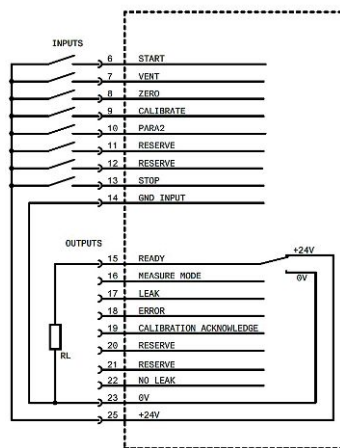 INPUTS
6 START
7 VENT
8 ZERO
9 CALIBRATE
10 PARA2
11 RESERVE
12 RESERVE
13 STOP
14 GND INPUT
OUTPUTS
15 READY
+24V
16 MEASURE MODE
0V
17 LEAK
18 ERROR
19 CALIBRATION ACKNOWLEDGE
20 RESERVE
RL
21 RESERVE
22 NO LEAK
23 0V
25 +24V